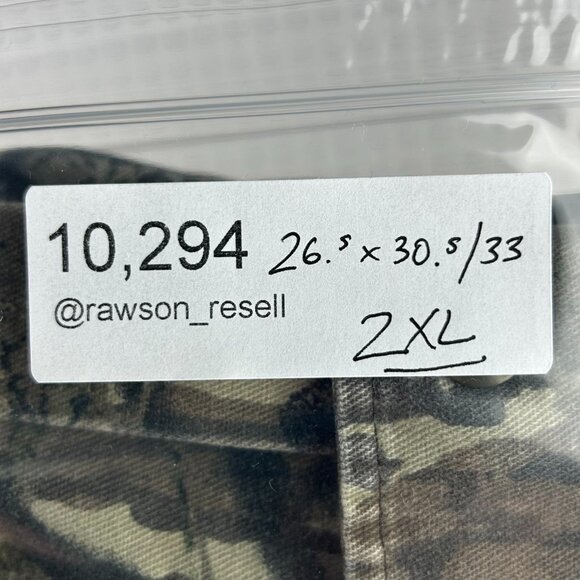 10,294 26.5 x 30.5/33
@rawson_resell
2XL